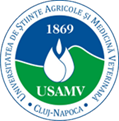 UNIVERSITATEA DE ŞTIINŢE AGRICOLE ŞI MEDICINĂ VETERINARĂ
1869
USAMV
CLUJ-NAPOCA